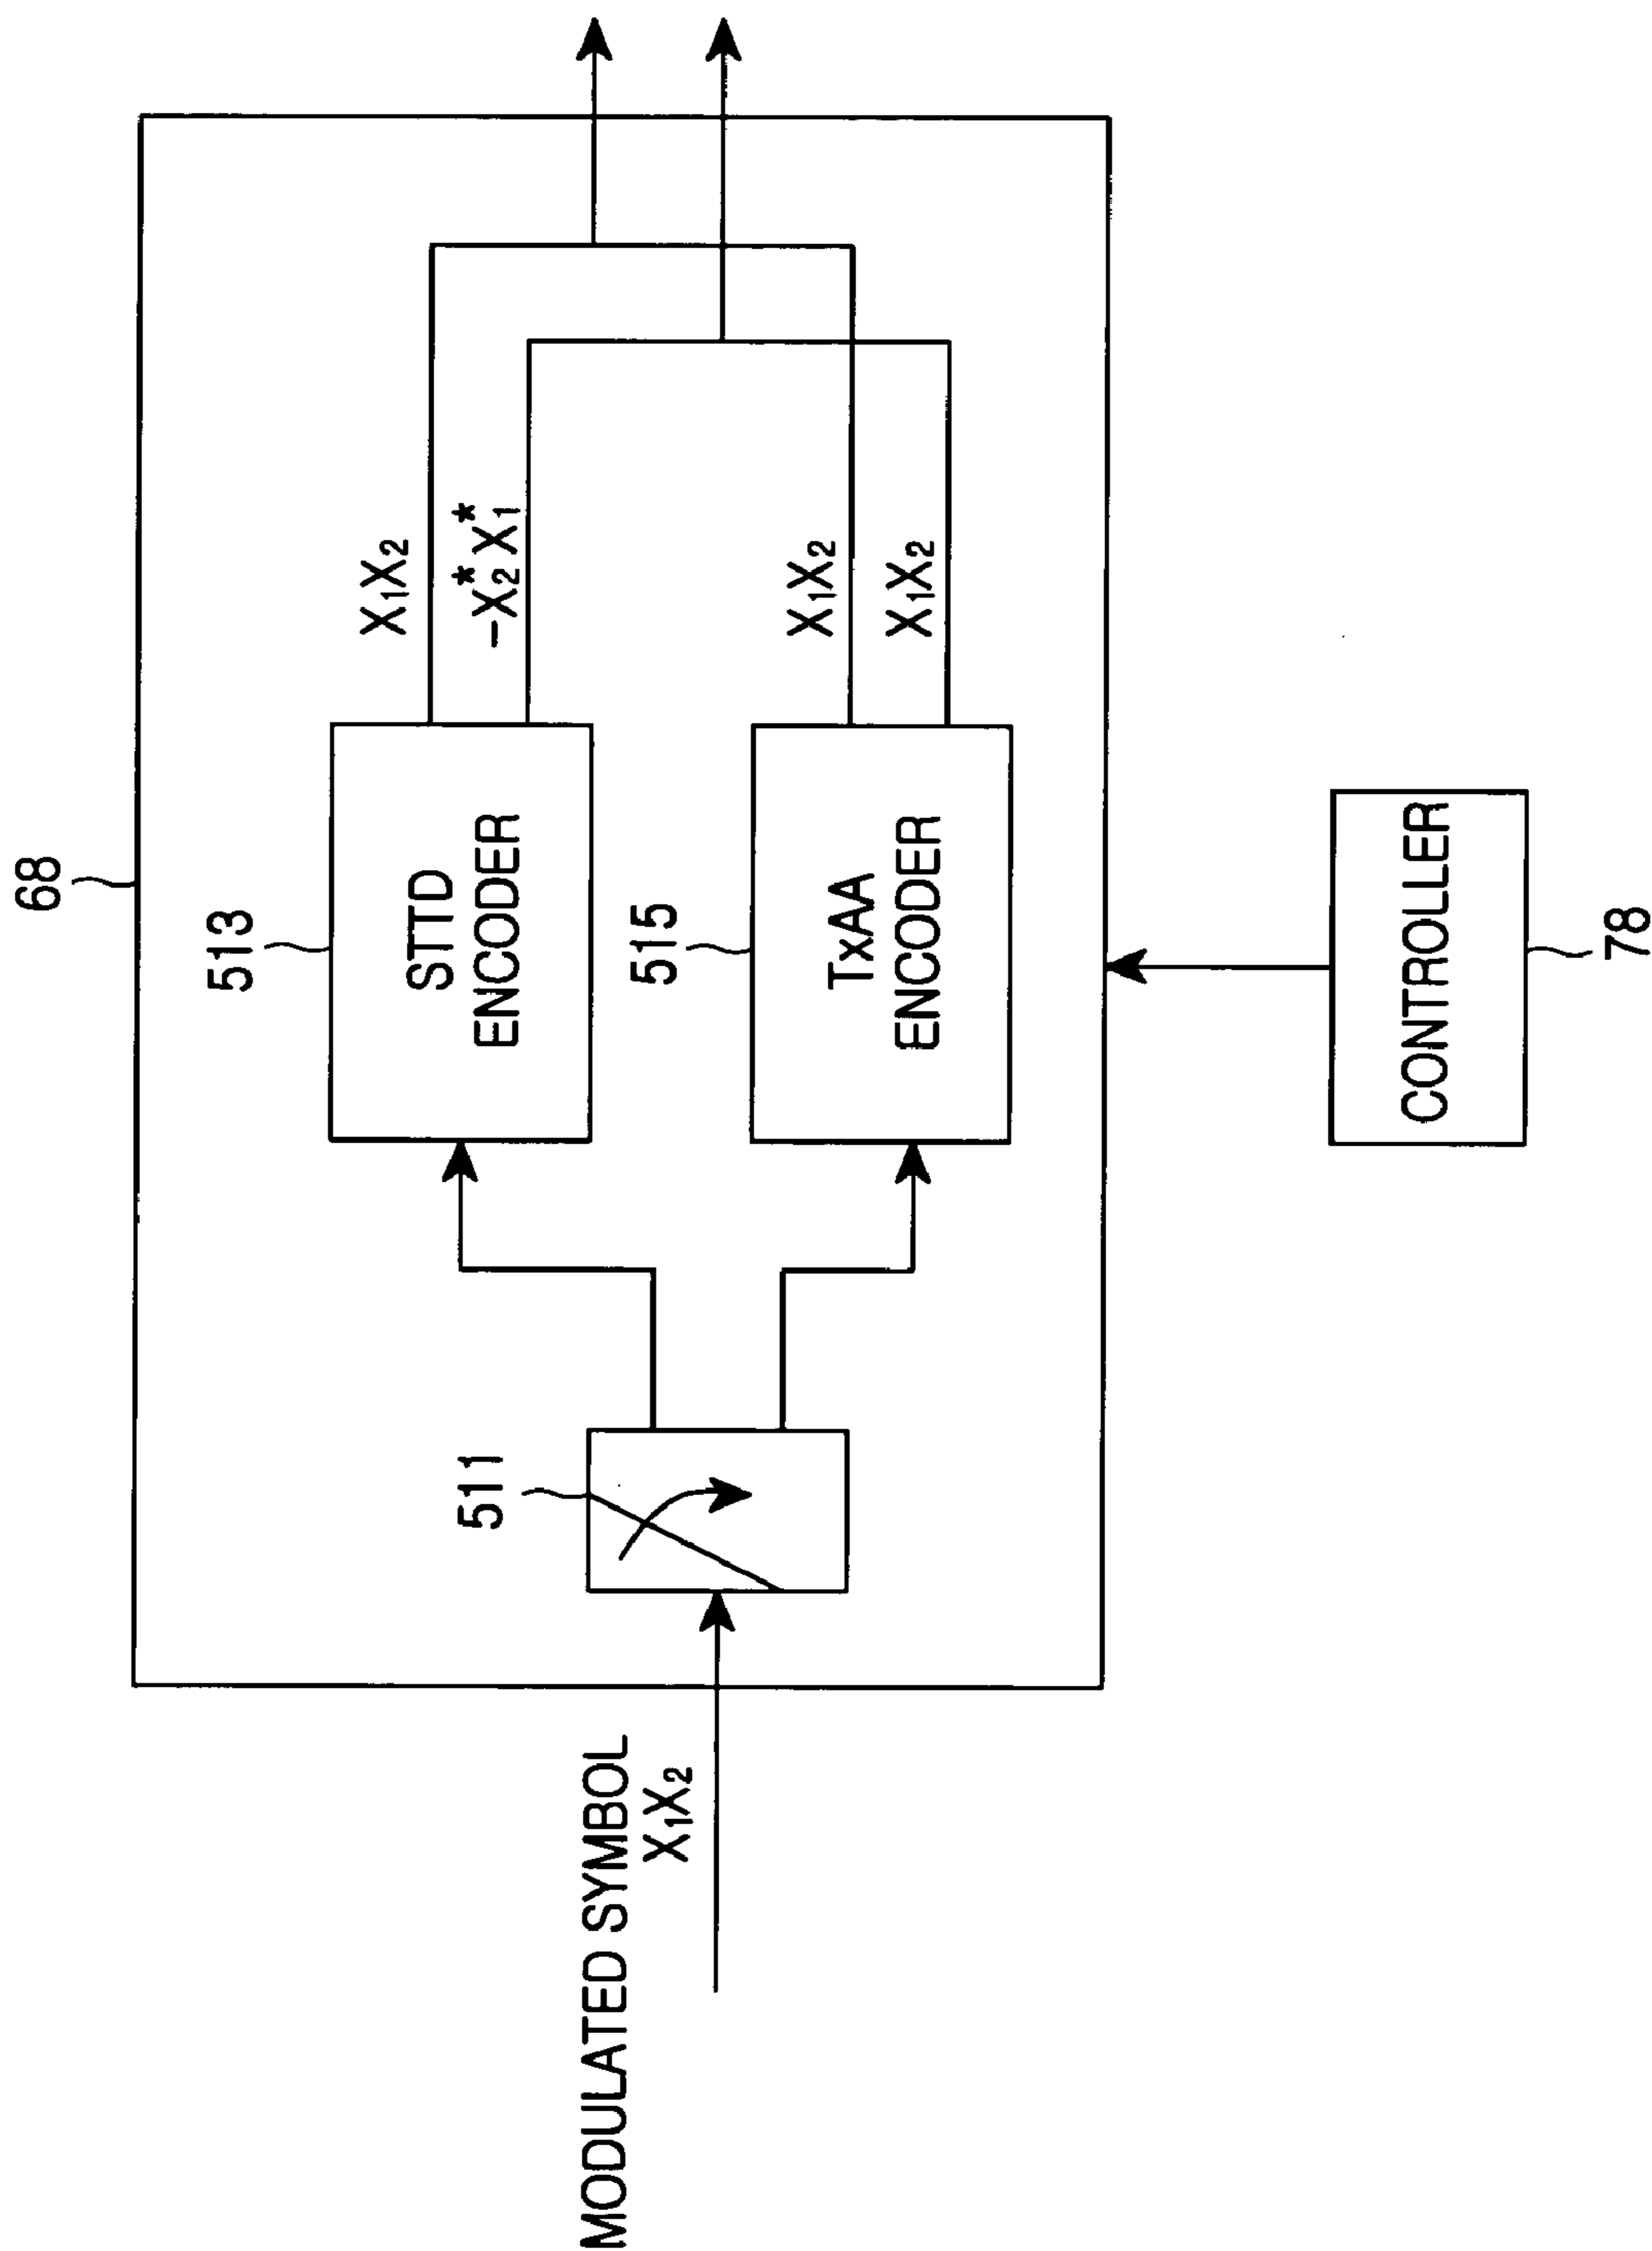 68
513
STTD
ENCODER
X₁X₂
-X₂*X₁*
511
MODULATED SYMBOL
X₁X₂
515
TxAA
ENCODER
X₁X₂
X₁X₂
CONTROLLER
78